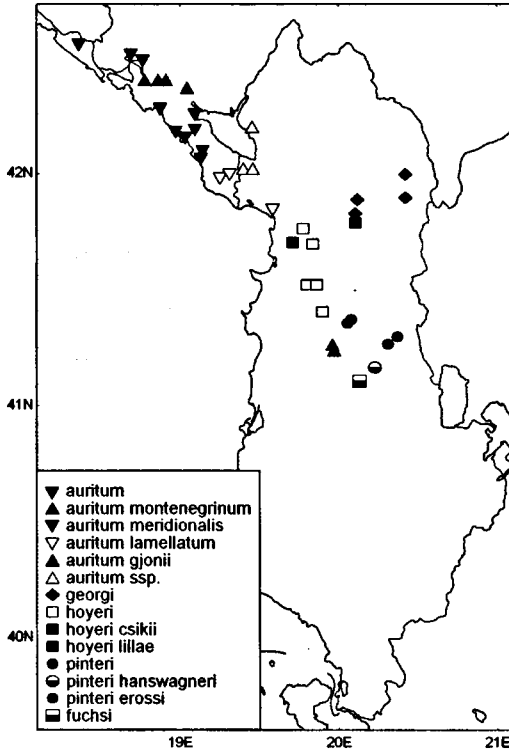 42N
41N
40N
auritum
auritum montenegrinum
auritum meridionalis
auritum lamellatum
auritum gjonii
auritum ssp.
georgi
hoyeri
hoyeri csikii
hoyeri lillae
pinteri
pinteri hanswagneri
pinteri erossi
fuchsi
19E
20E
21E